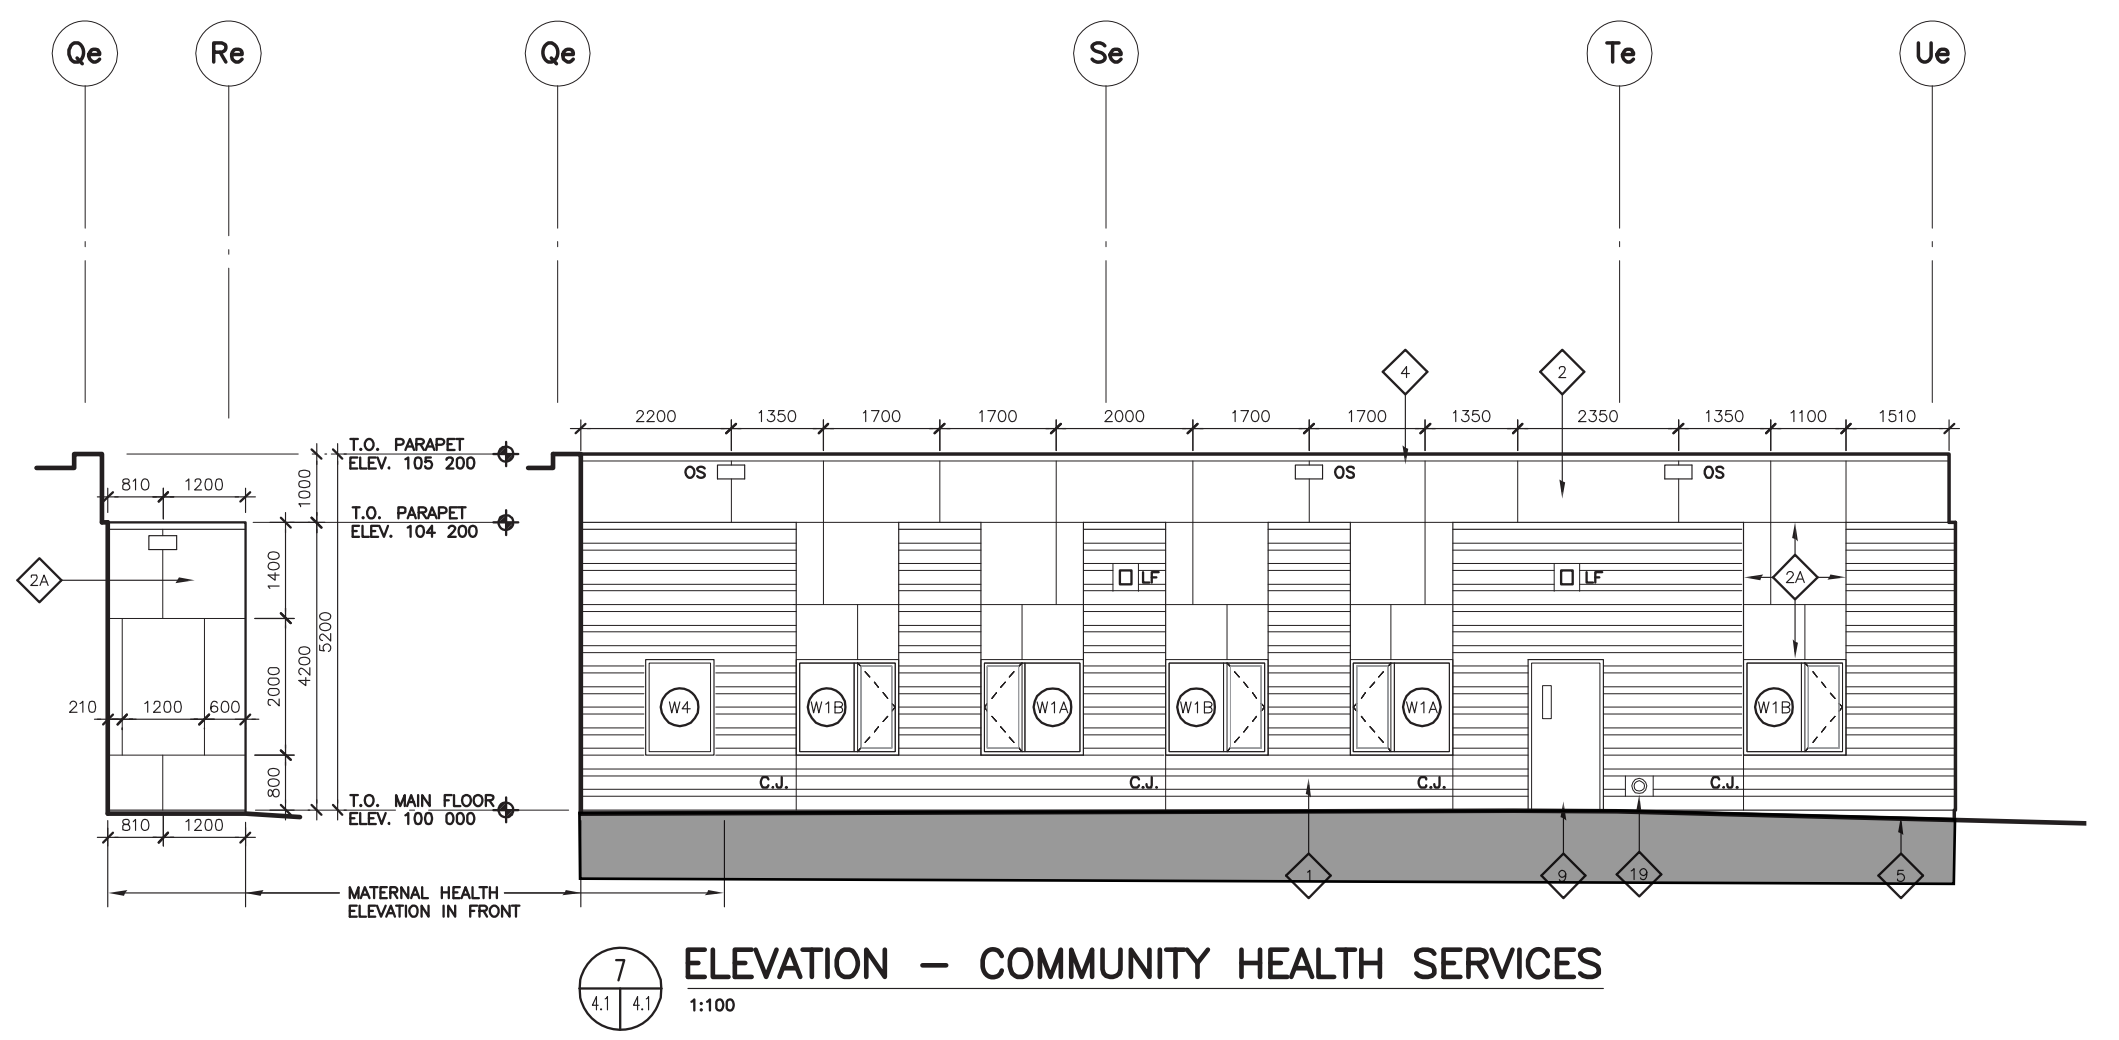 Qe Re Qe Se Te Ue
4 2
2200 1350 1700 1700 2000 1700 1700 1350 2350 1350 1100 1510
T.O. PARAPET
ELEV. 105 200
OS OS OS
810 1200 1000
T.O. PARAPET
ELEV. 104 200
2A 1400 LF LF 2A
5200
4200
2000
210 1200 600
W4 W1B W1A W1B W1A W1B
800
C.J. C.J. C.J. C.J.
T.O. MAIN FLOOR
ELEV. 100 000
810 1200
1 9 19 5
MATERNAL HEALTH
ELEVATION IN FRONT
7
4.1 4.1
ELEVATION – COMMUNITY HEALTH SERVICES
1:100